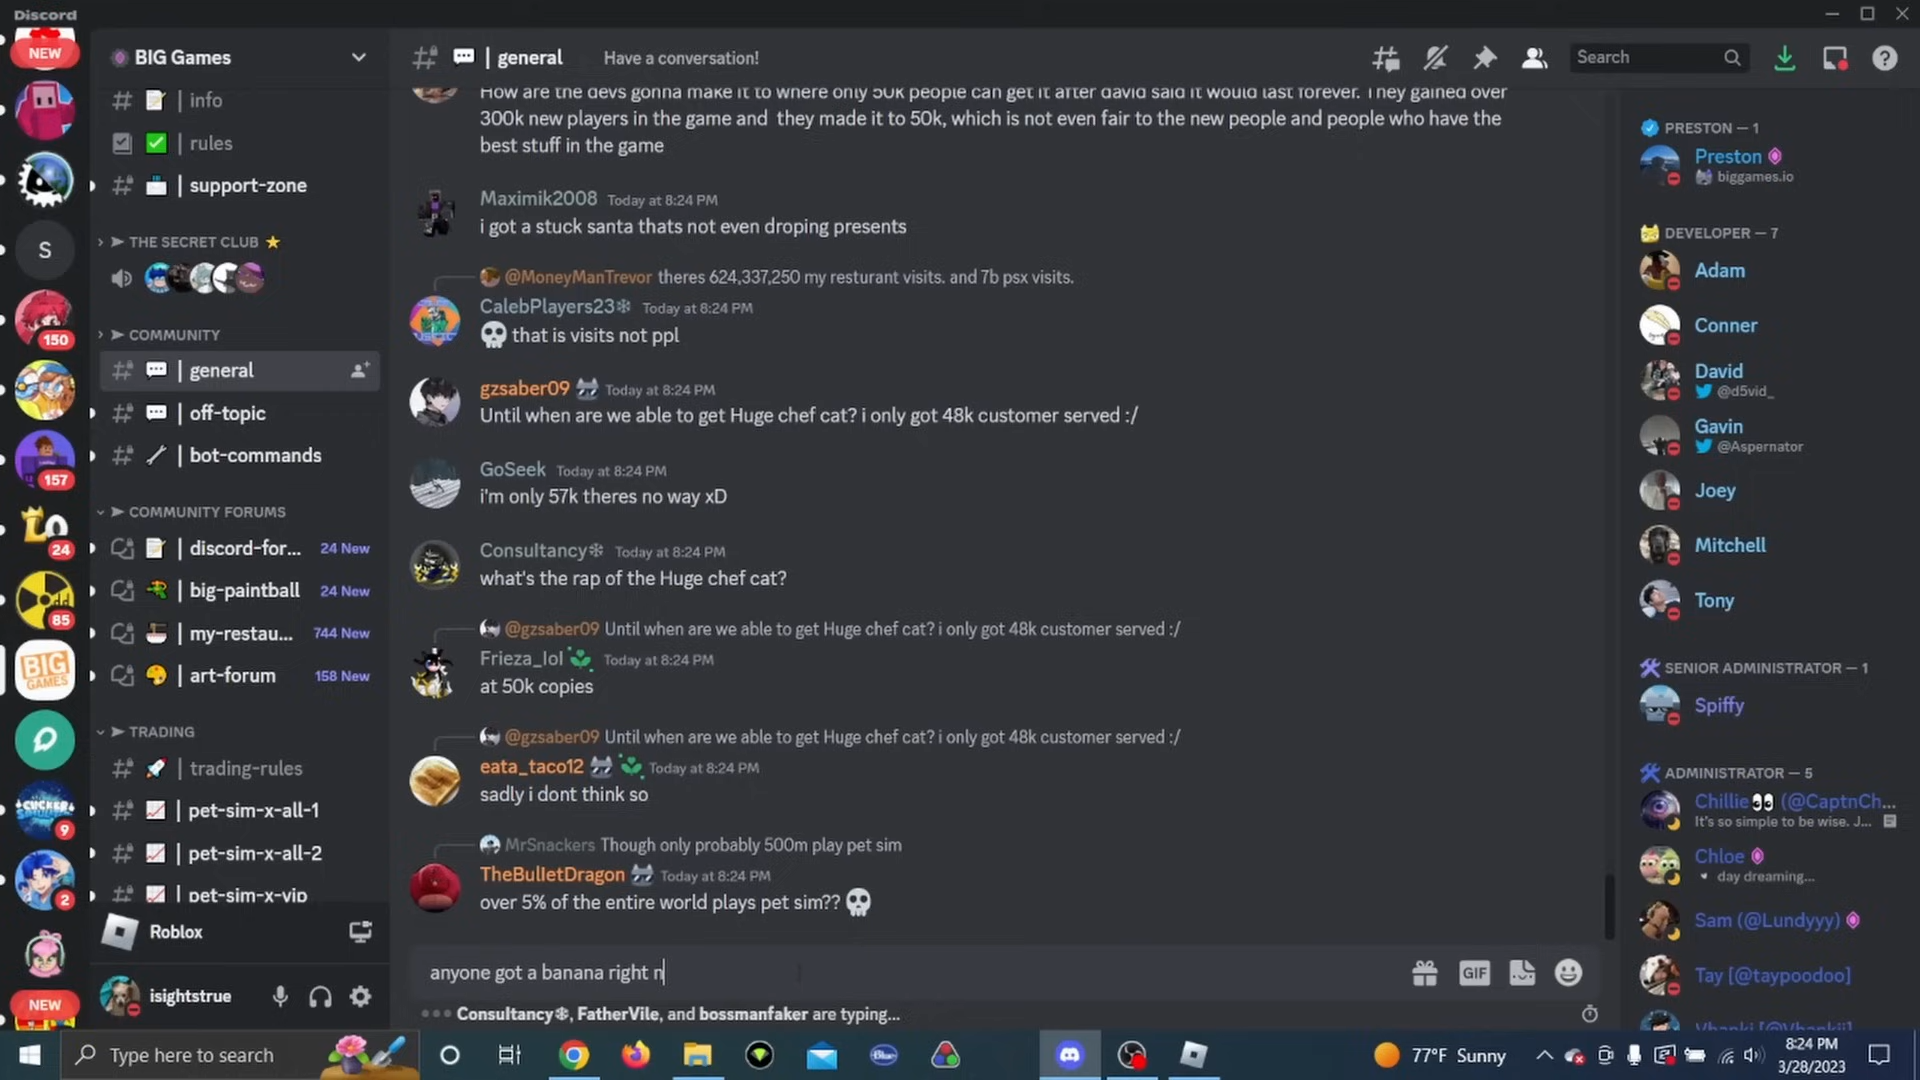 Discord
NEW
S
150
157
LO
24
85
BIG GAMES
9
2
NEW
BIG Games
info
rules
support-zone
THE SECRET CLUB
COMMUNITY
general
off-topic
bot-commands
COMMUNITY FORUMS
discord-for... 24 New
big-paintball 24 New
my-restau... 744 New
art-forum 158 New
TRADING
trading-rules
pet-sim-x-all-1
pet-sim-x-all-2
pet-sim-x-vip
Roblox
isightstrue
general Have a conversation!
Search
How are the devs gonna make it to where only 50k people can get it after david said it would last forever. They gained over
300k new players in the game and they made it to 50k, which is not even fair to the new people and people who have the
best stuff in the game
Maximik2008 Today at 8:24 PM
i got a stuck santa thats not even droping presents
@MoneyManTrevor theres 624,337,250 my resturant visits. and 7b psx visits.
CalebPlayers23❄ Today at 8:24 PM
💀 that is visits not ppl
gzsaber09 Today at 8:24 PM
Until when are we able to get Huge chef cat? i only got 48k customer served :/
GoSeek Today at 8:24 PM
i'm only 57k theres no way xD
Consultancy❄ Today at 8:24 PM
what's the rap of the Huge chef cat?
@gzsaber09 Until when are we able to get Huge chef cat? i only got 48k customer served :/
Frieza_lol Today at 8:24 PM
at 50k copies
@gzsaber09 Until when are we able to get Huge chef cat? i only got 48k customer served :/
eata_taco12 Today at 8:24 PM
sadly i dont think so
MrSnackers Though only probably 500m play pet sim
TheBulletDragon Today at 8:24 PM
over 5% of the entire world plays pet sim?? 💀
anyone got a banana right n
GIF
Consultancy❄, FatherVile, and bossmanfaker are typing...
PRESTON — 1
Preston
biggames.io
DEVELOPER — 7
Adam
Conner
David
@d5vid_
Gavin
@Aspernator
Joey
Mitchell
Tony
SENIOR ADMINISTRATOR — 1
Spiffy
ADMINISTRATOR — 5
Chillie👀 (@CaptnCh...
It's so simple to be wise. J...
Chloe
day dreaming...
Sam (@Lundyyy)
Tay [@taypoodoo]
Type here to search
Blue
77°F Sunny
8:24 PM
3/28/2023